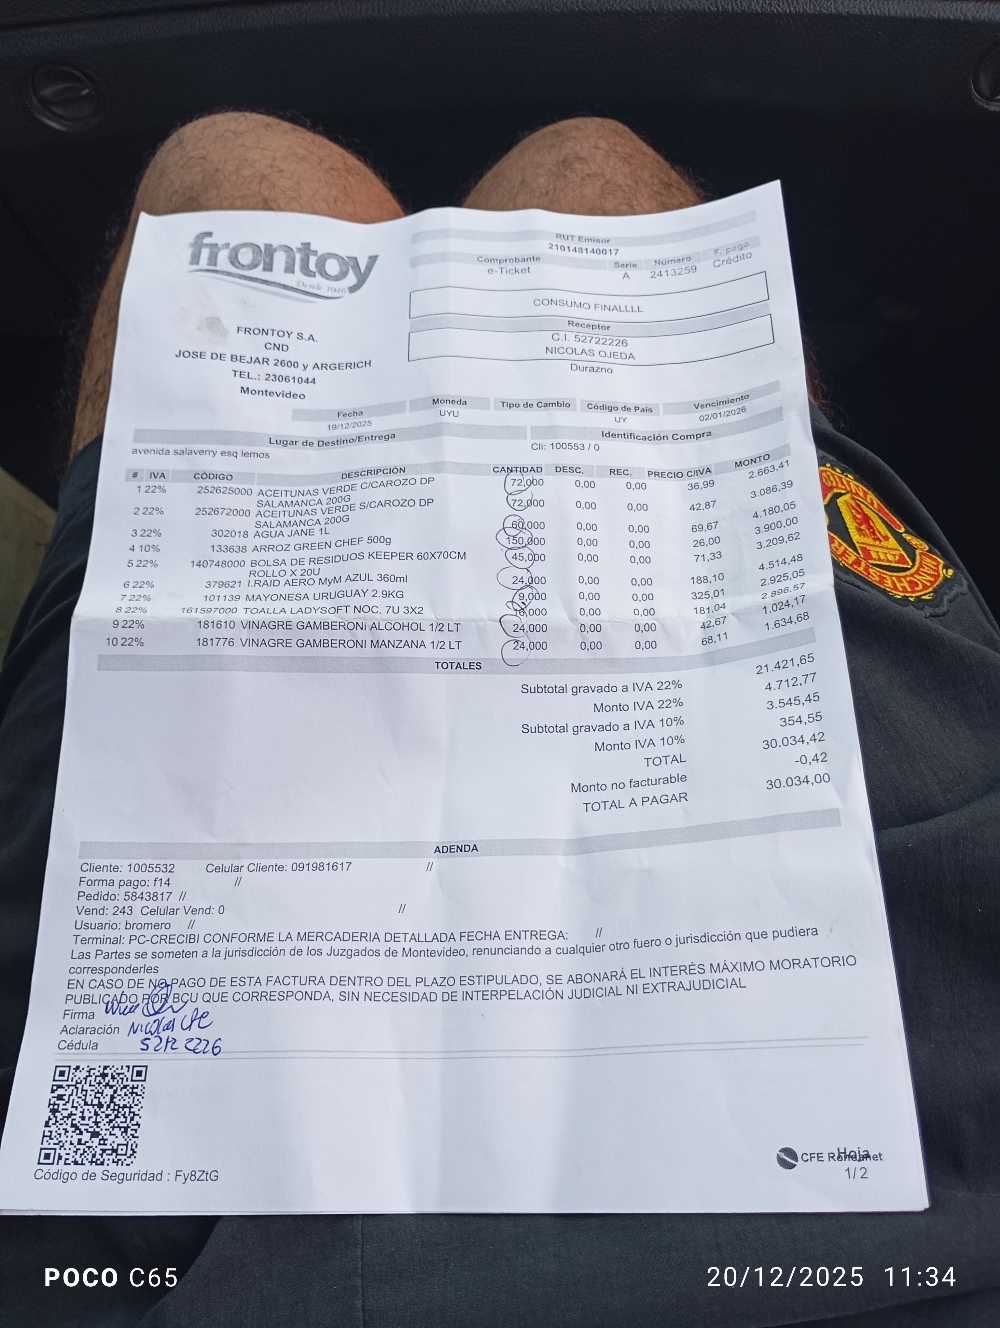 frontoy
Desde 1946
RUT Emisor
210148140017
Comprobante Serie Número F. pago
e-Ticket A 2413259 Crédito
CONSUMO FINALLLL
Receptor
C.I. 52722226
NICOLAS OJEDA
Durazno
FRONTOY S.A.
CND
JOSE DE BEJAR 2600 y ARGERICH
TEL.: 23061044
Montevideo
Fecha Moneda Tipo de Cambio Código de País Vencimiento
19/12/2025 UYU UY 02/01/2026
Lugar de Destino/Entrega Identificación Compra
avenida salaverry esq lemos Cli: 100553 / 0
# IVA CÓDIGO DESCRIPCIÓN CANTIDAD DESC. REC. PRECIO C/IVA MONTO
1 22% 252625000 ACEITUNAS VERDE C/CAROZO DP 72,000 0,00 0,00 36,99 2.663,41
SALAMANCA 200G
2 22% 252672000 ACEITUNAS VERDE S/CAROZO DP 72,000 0,00 0,00 42,87 3.086,39
SALAMANCA 200G
3 22% 302018 AGUA JANE 1L 60,000 0,00 0,00 69,67 4.180,05
4 10% 133638 ARROZ GREEN CHEF 500g 150,000 0,00 0,00 26,00 3.900,00
5 22% 140748000 BOLSA DE RESIDUOS KEEPER 60X70CM 45,000 0,00 0,00 71,33 3.209,62
ROLLO X 20U
6 22% 379621 I.RAID AERO MyM AZUL 360ml 24,000 0,00 0,00 188,10 4.514,48
7 22% 101139 MAYONESA URUGUAY 2.9KG 9,000 0,00 0,00 325,01 2.925,05
8 22% 161597000 TOALLA LADYSOFT NOC. 7U 3X2 16,000 0,00 0,00 181,04 2.896,57
9 22% 181610 VINAGRE GAMBERONI ALCOHOL 1/2 LT 24,000 0,00 0,00 42,67 1.024,17
10 22% 181776 VINAGRE GAMBERONI MANZANA 1/2 LT 24,000 0,00 0,00 68,11 1.634,68
TOTALES
Subtotal gravado a IVA 22% 21.421,65
Monto IVA 22% 4.712,77
Subtotal gravado a IVA 10% 3.545,45
Monto IVA 10% 354,55
TOTAL 30.034,42
Monto no facturable -0,42
TOTAL A PAGAR 30.034,00
ADENDA
Cliente: 1005532 Celular Cliente: 091981617 //
Forma pago: f14 //
Pedido: 5843817 //
Vend: 243 Celular Vend: 0 //
Usuario: bromero //
Terminal: PC-CRECIBI CONFORME LA MERCADERIA DETALLADA FECHA ENTREGA: //
Las Partes se someten a la jurisdicción de los Juzgados de Montevideo, renunciando a cualquier otro fuero o jurisdicción que pudiera
corresponderles
EN CASO DE NO PAGO DE ESTA FACTURA DENTRO DEL PLAZO ESTIPULADO, SE ABONARÁ EL INTERÉS MÁXIMO MORATORIO
PUBLICADO POR BCU QUE CORRESPONDA, SIN NECESIDAD DE INTERPELACIÓN JUDICIAL NI EXTRAJUDICIAL
Firma
Aclaración Nicolas
Cédula
Código de Seguridad : Fy8ZtG
CFE
Hoja
1/ 2
MANCHESTER
POCO C65
20/12/2025 11:34